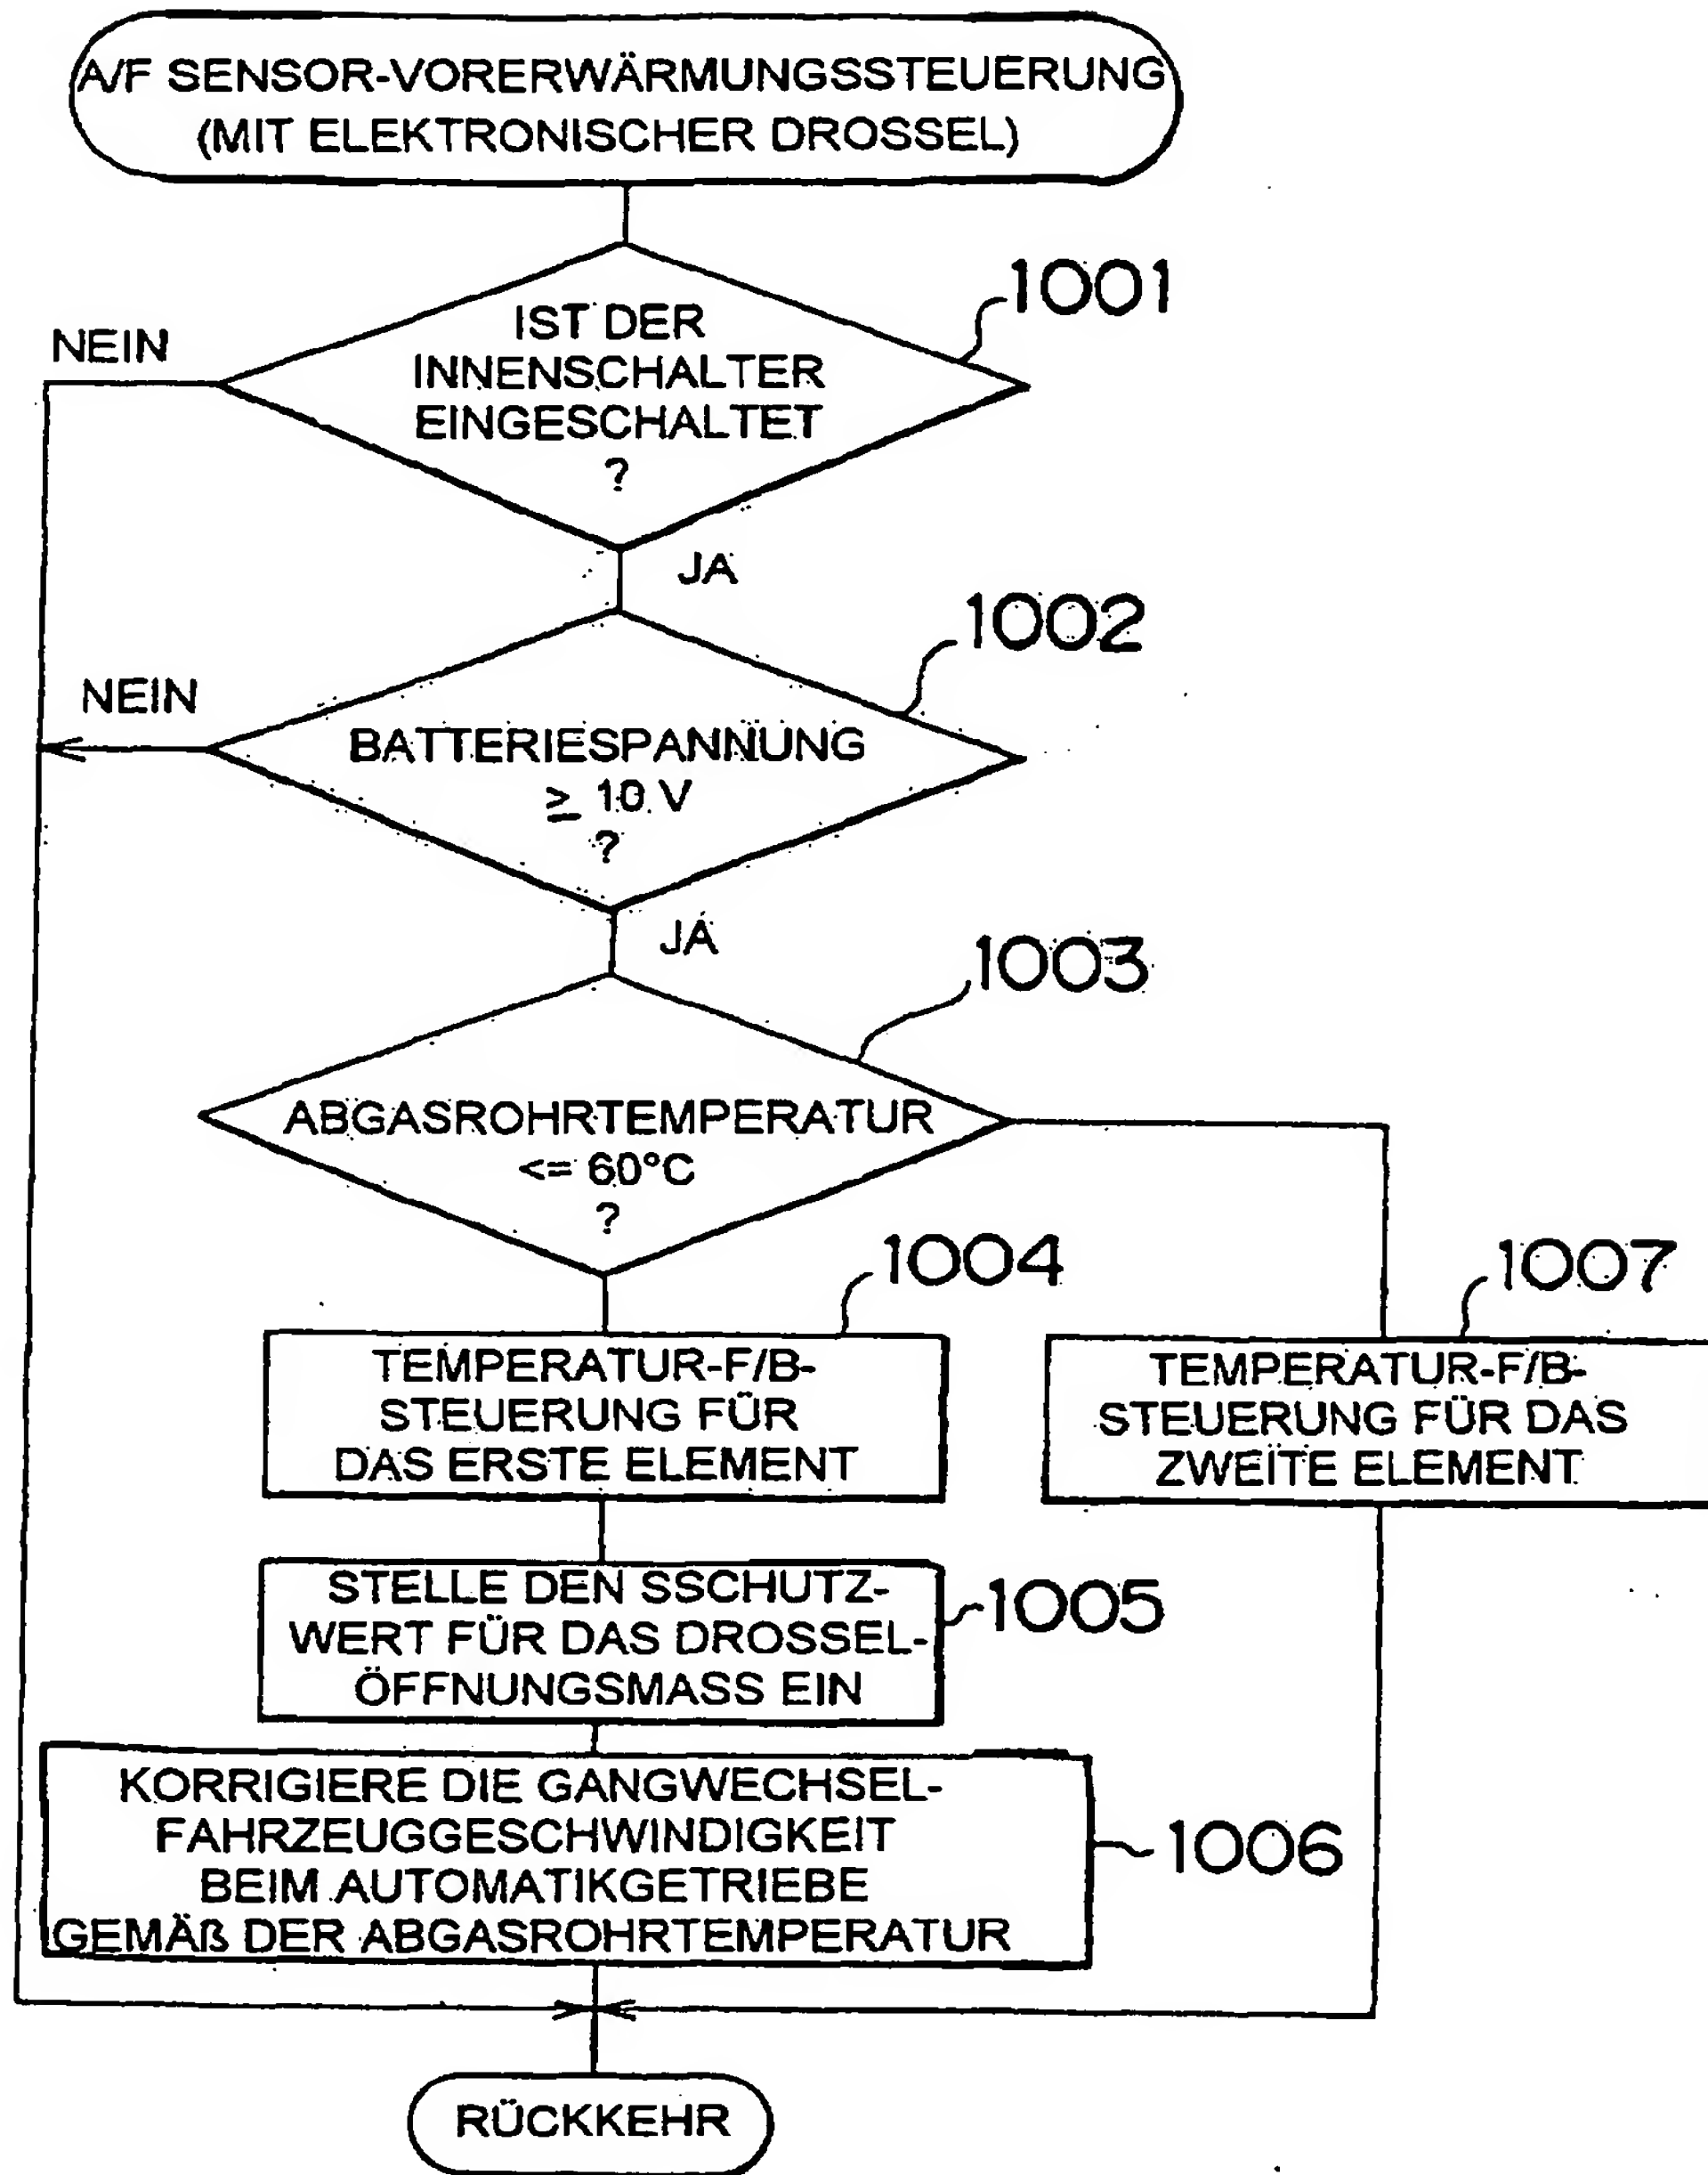 A/F SENSOR-VORERWÄRMUNGSSTEUERUNG
(MIT ELEKTRONISCHER DROSSEL)
1001
NEIN
IST DER
INNENSCHALTER
EINGESCHALTET
?
JA
1002
NEIN
BATTERIESPANNUNG
≥ 10 V
?
JA
1003
ABGASROHRTEMPERATUR
<= 60°C
?
1004
1007
TEMPERATUR-F/B-
STEUERUNG FÜR
DAS ERSTE ELEMENT
TEMPERATUR-F/B-
STEUERUNG FÜR DAS
ZWEITE ELEMENT
STELLE DEN SSCHUTZ-
WERT FÜR DAS DROSSEL-
ÖFFNUNGSMASS EIN
1005
KORRIGIERE DIE GANGWECHSEL-
FAHRZEUGGESCHWINDIGKEIT
BEIM AUTOMATIKGETRIEBE
GEMÄß DER ABGASROHRTEMPERATUR
1006
RÜCKKEHR